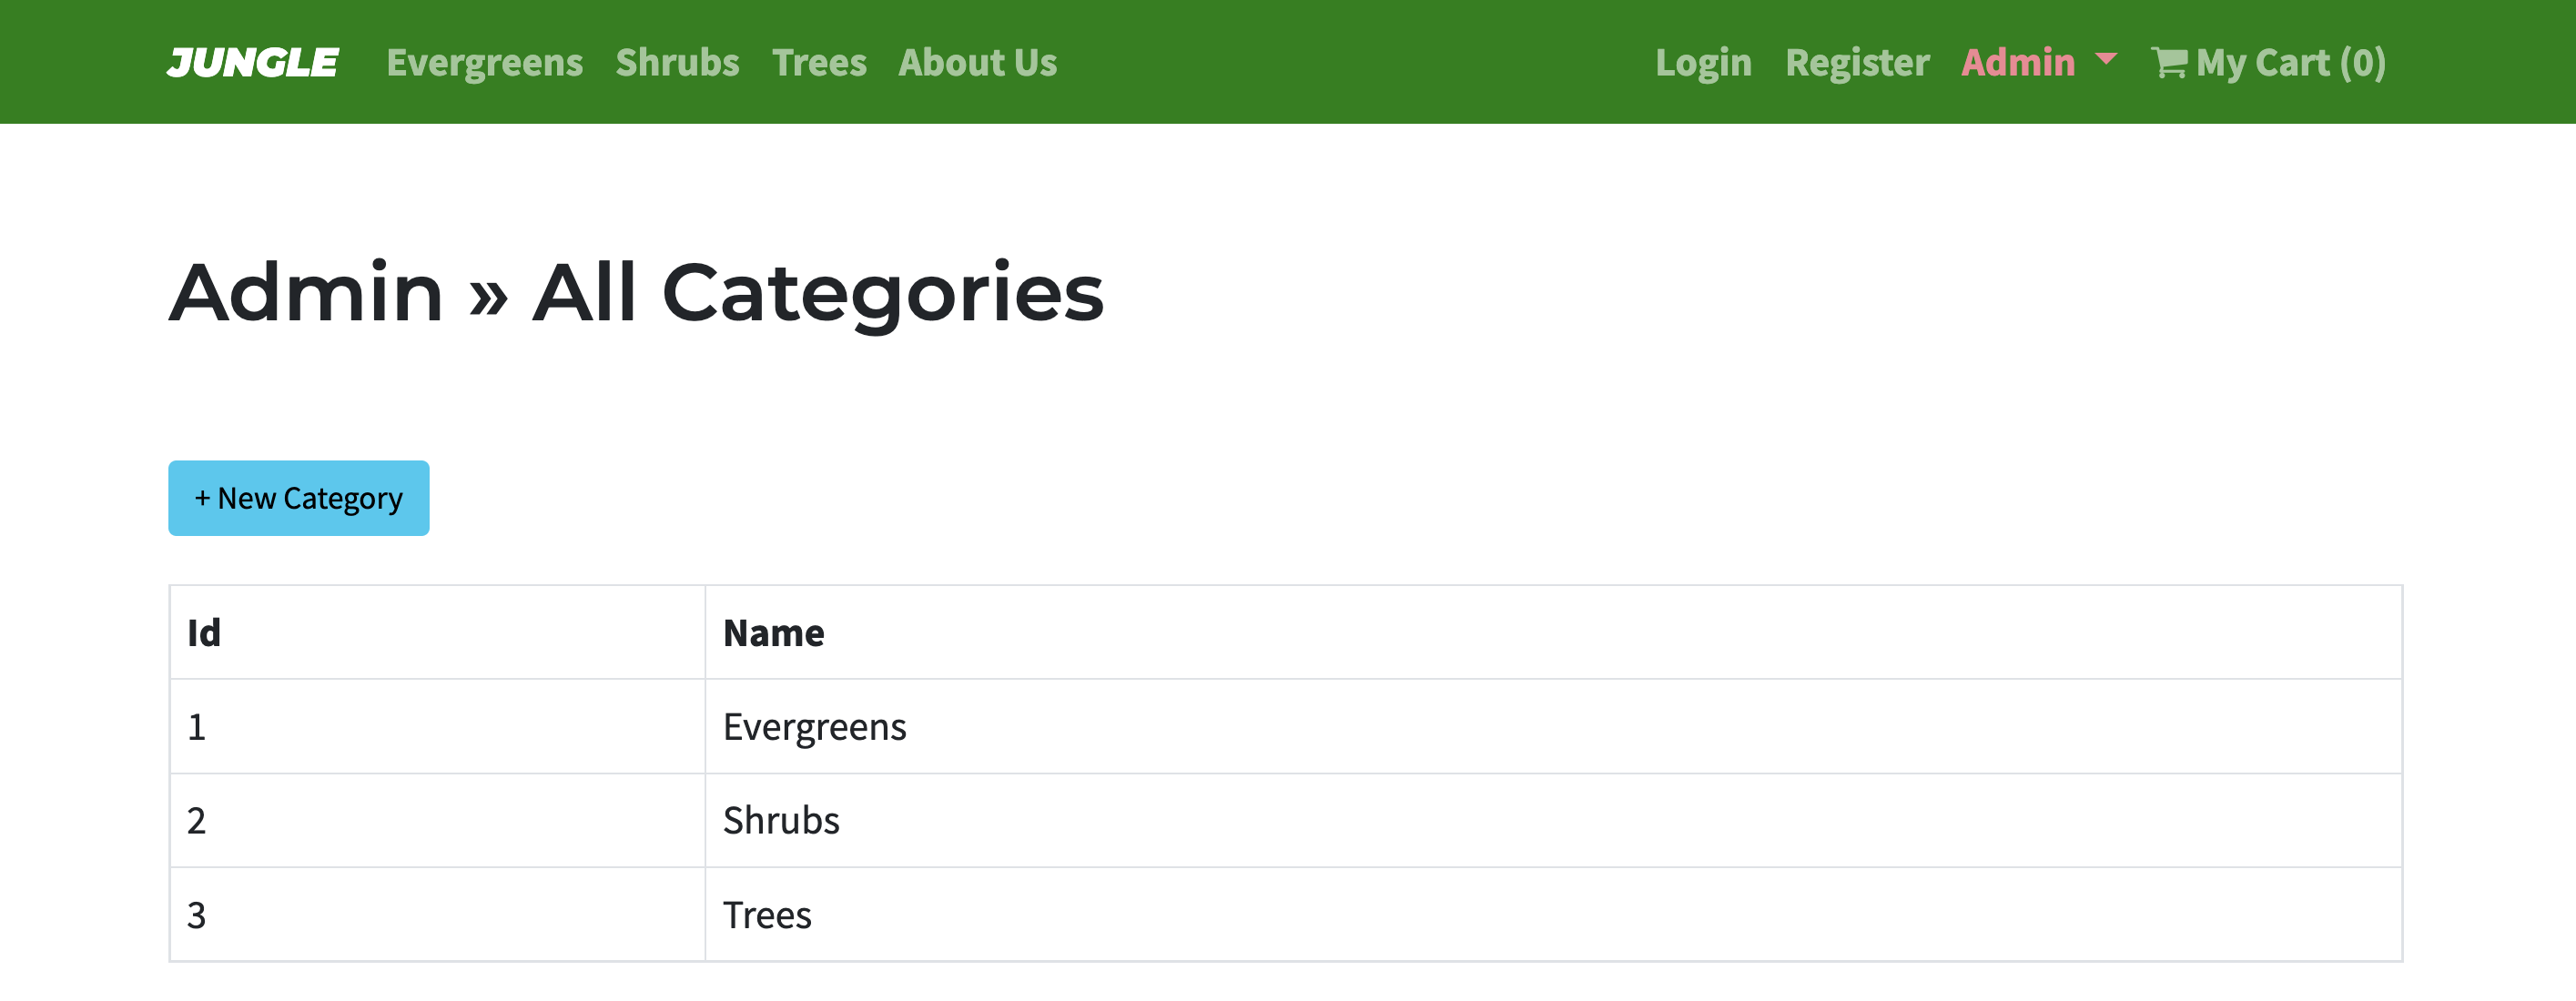 JUNGLE Evergreens Shrubs Trees About Us Login Register Admin My Cart (0)
Admin » All Categories
+ New Category
Id Name
1 Evergreens
2 Shrubs
3 Trees